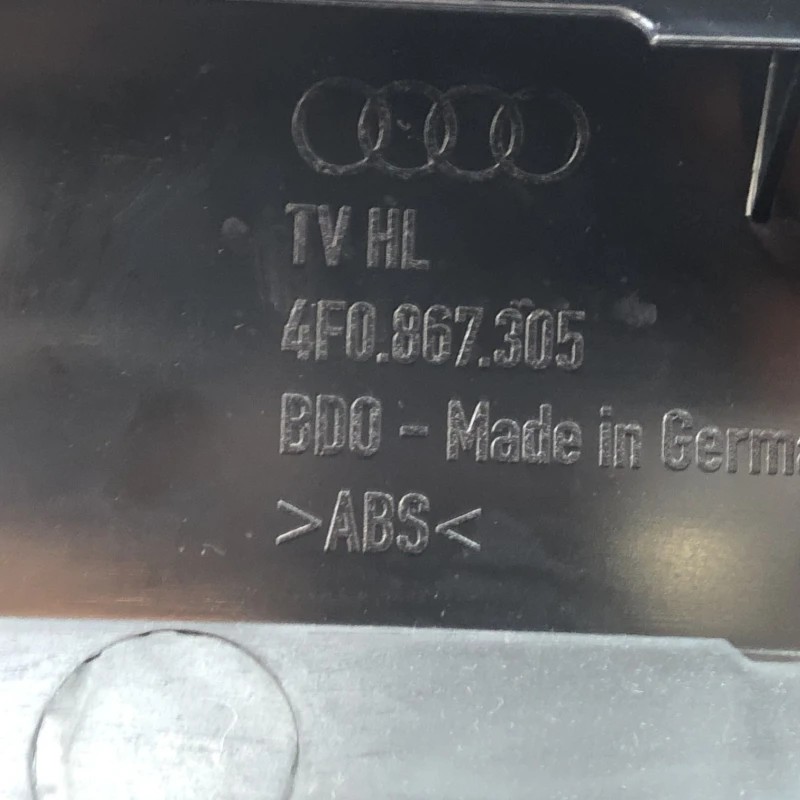 TV HL
4F0.867.305
BDO - Made in Germa
>ABS<